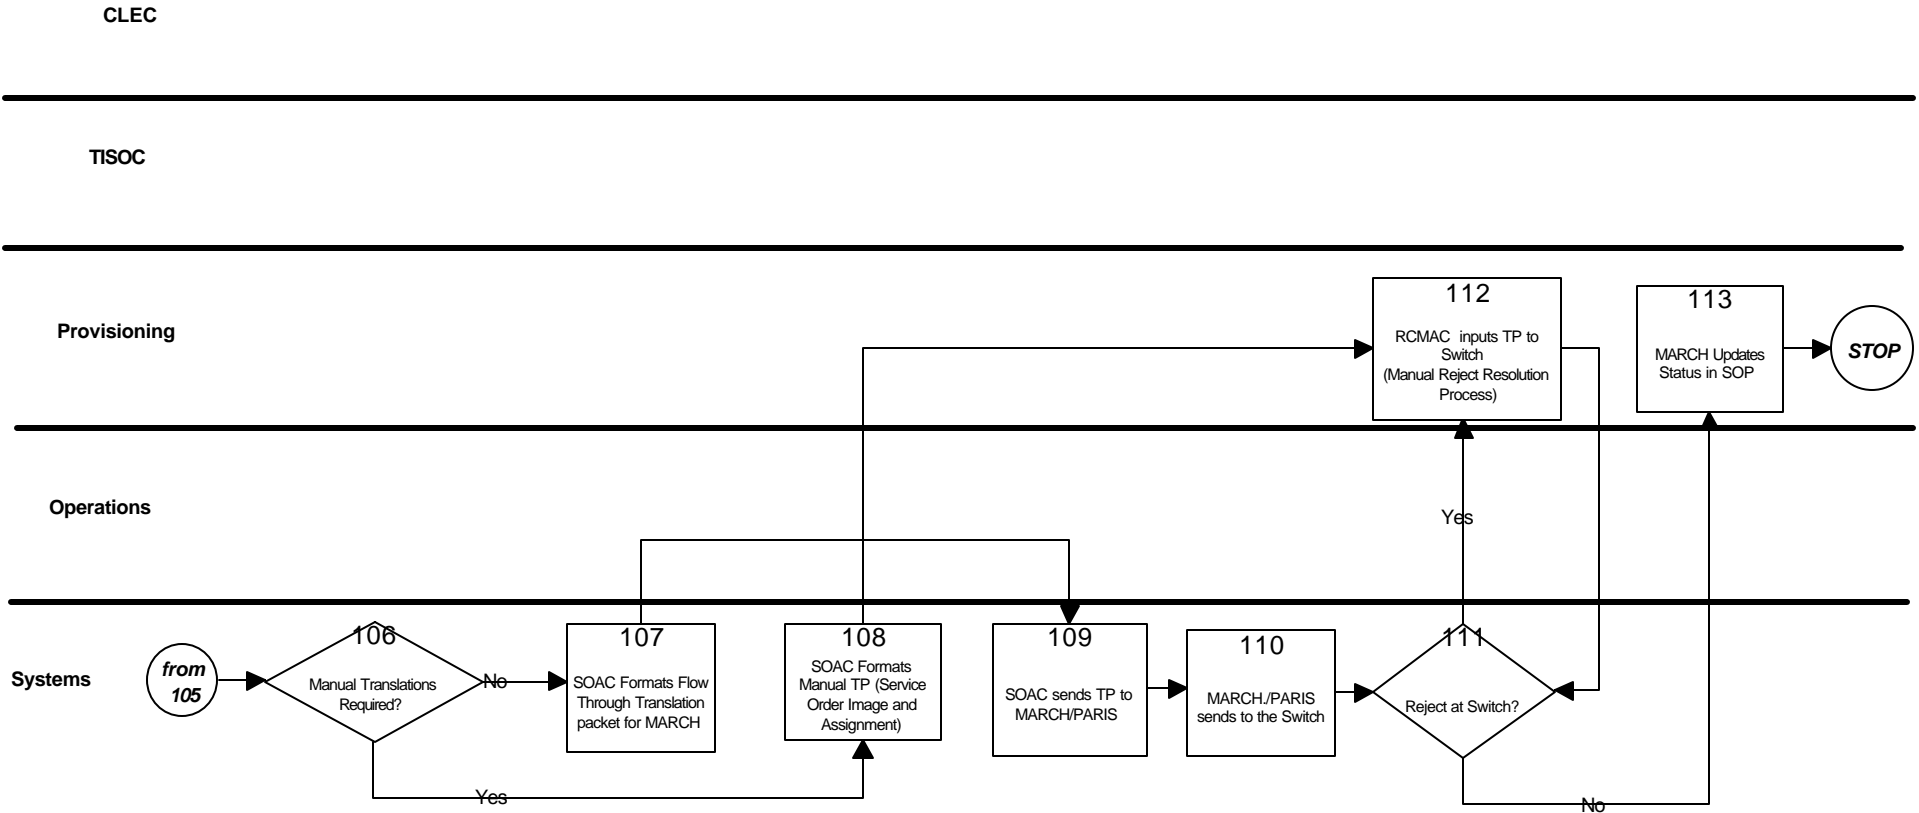 CLEC
TISOC
Provisioning
112
RCMAC inputs TP to
Switch
(Manual Reject Resolution
Process)
113
MARCH Updates
Status in SOP
STOP
Operations
Yes
Systems
from
105
106
Manual Translations
Required?
No
Yes
107
SOAC Formats Flow
Through Translation
packet for MARCH
108
SOAC Formats
Manual TP (Service
Order Image and
Assignment)
109
SOAC sends TP to
MARCH/PARIS
110
MARCH./PARIS
sends to the Switch
111
Reject at Switch?
No